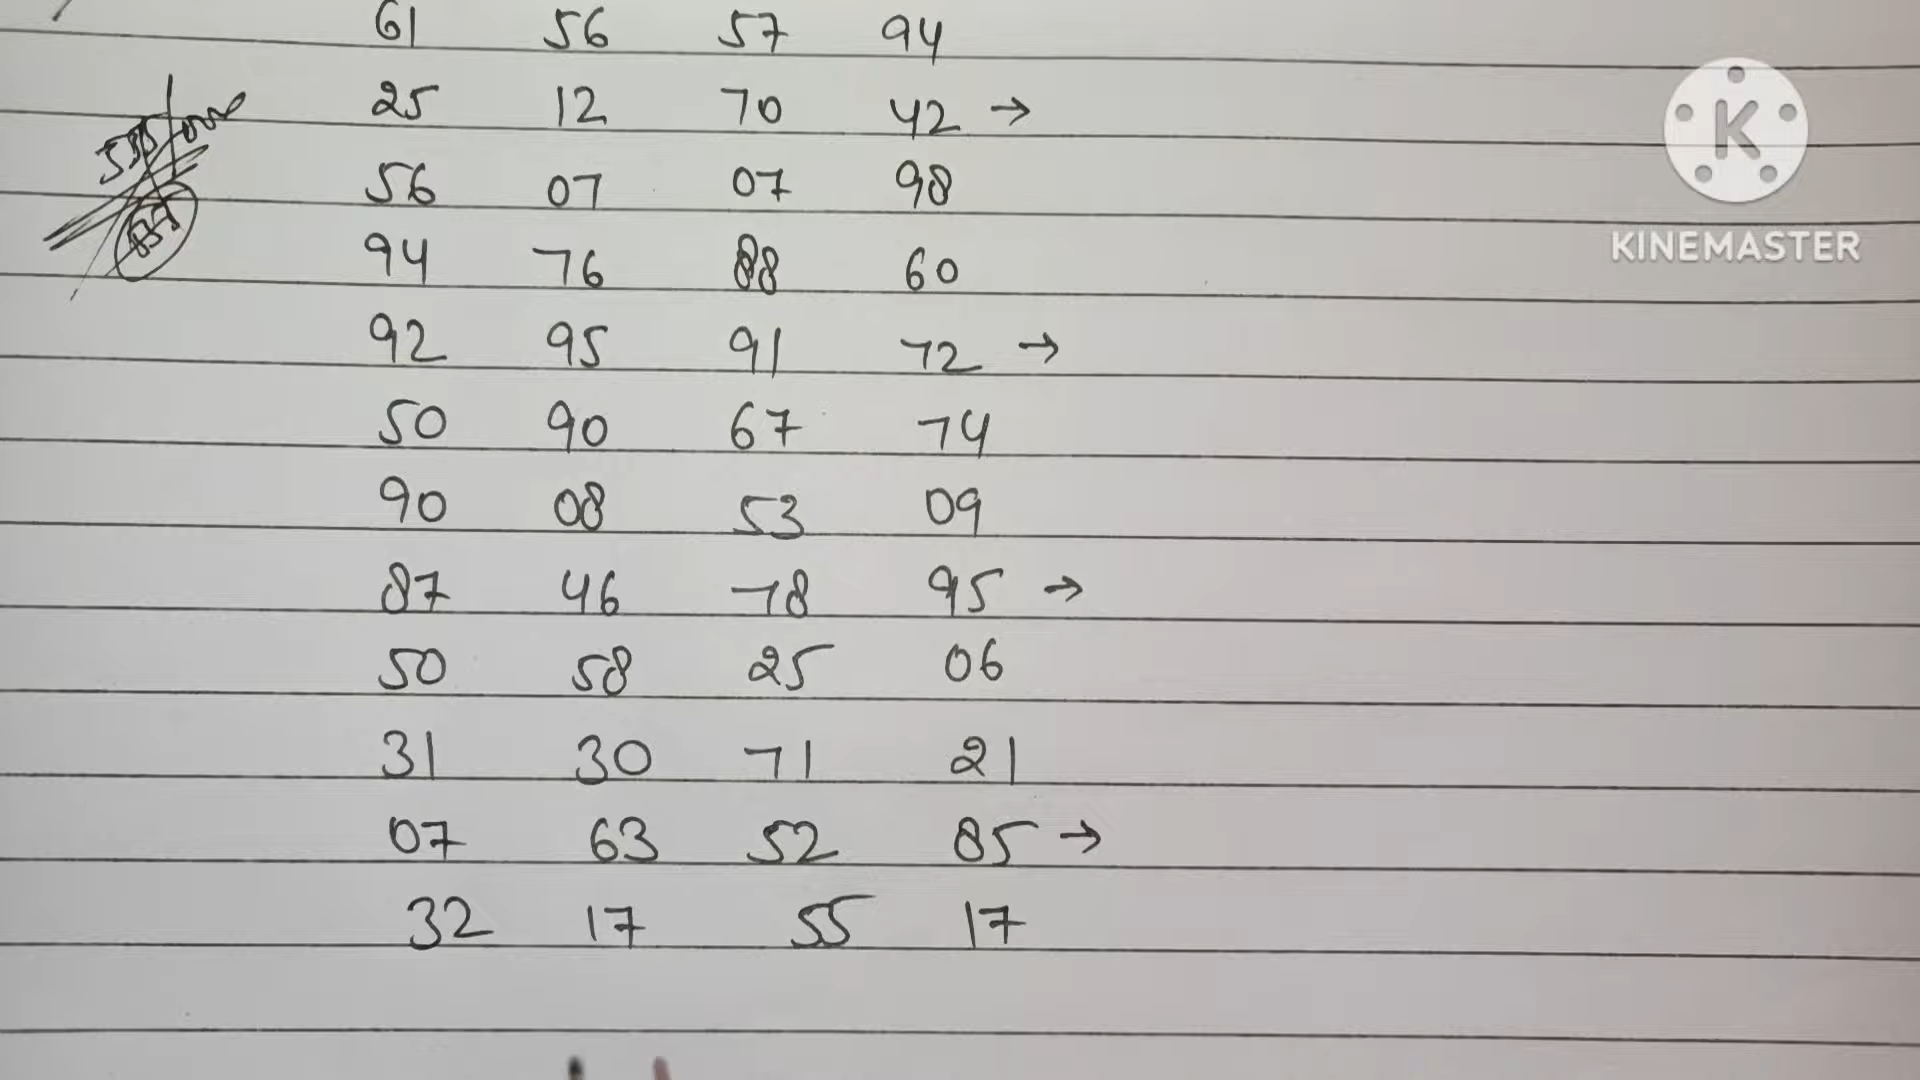 61 56 57 94
25 12 70 42 →
56 07 07 98
94 76 88 60
92 95 91 72 →
50 90 67 74
90 08 53 09
87 46 78 95 →
50 58 25 06
31 30 71 21
07 63 52 85 →
32 17 55 17
K
KINEMASTER